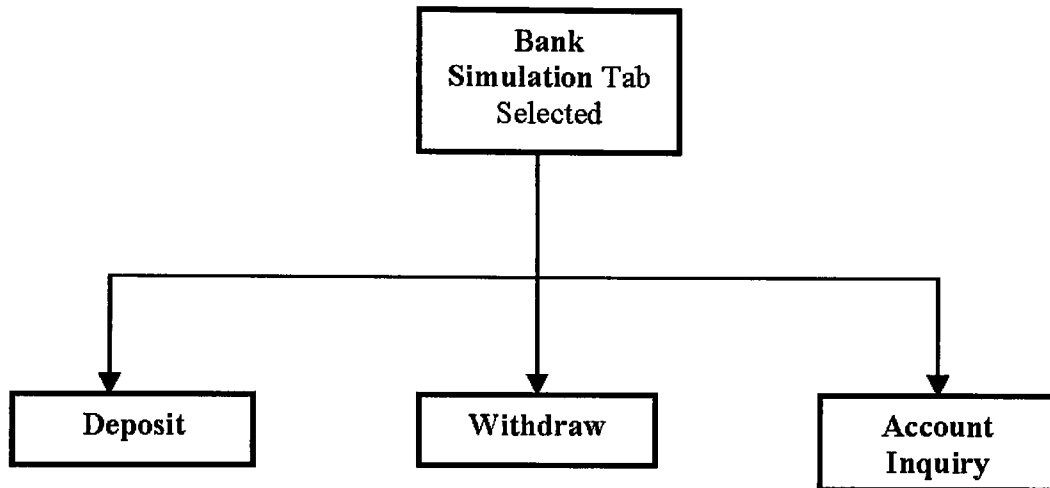 Bank
Simulation Tab
Selected
Deposit
Withdraw
Account
Inquiry